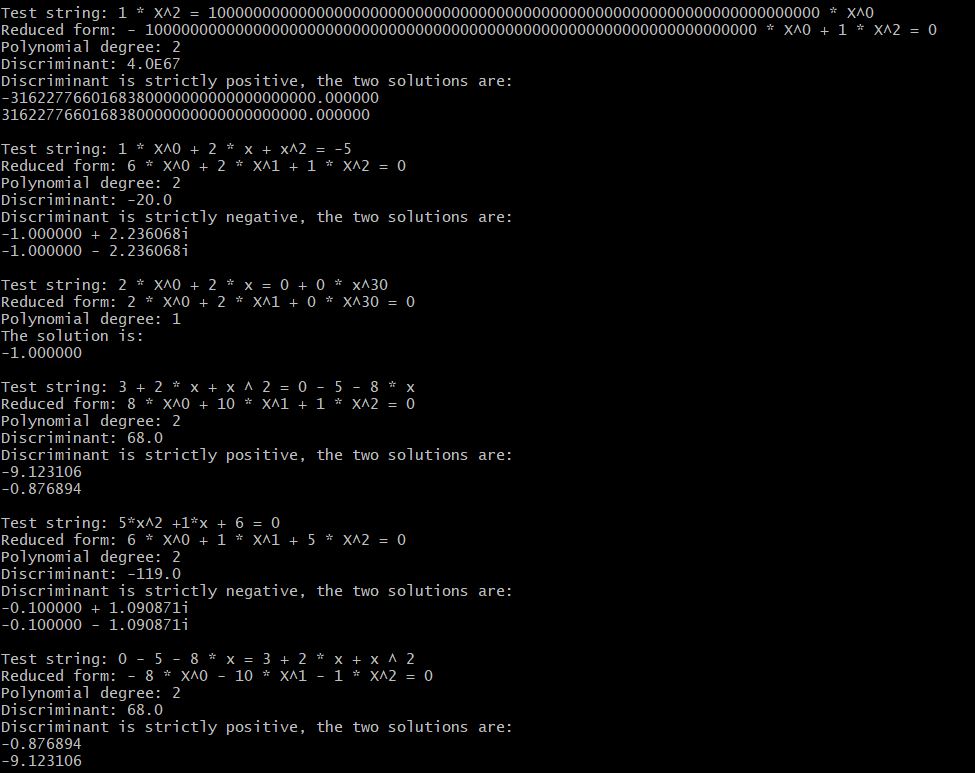 Test string: 1 * X^2 = 10000000000000000000000000000000000000000000000000000000000000000000 * X^0
Reduced form: - 10000000000000000000000000000000000000000000000000000000000000000000 * X^0 + 1 * X^2 = 0
Polynomial degree: 2
Discriminant: 4.0E67
Discriminant is strictly positive, the two solutions are:
-3162277660168380000000000000000000.000000
3162277660168380000000000000000000.000000
Test string: 1 * X^0 + 2 * x + x^2 = -5
Reduced form: 6 * X^0 + 2 * X^1 + 1 * X^2 = 0
Polynomial degree: 2
Discriminant: -20.0
Discriminant is strictly negative, the two solutions are:
-1.000000 + 2.236068i
-1.000000 - 2.236068i
Test string: 2 * X^0 + 2 * x = 0 + 0 * x^30
Reduced form: 2 * X^0 + 2 * X^1 + 0 * X^30 = 0
Polynomial degree: 1
The solution is:
-1.000000
Test string: 3 + 2 * x + x ^ 2 = 0 - 5 - 8 * x
Reduced form: 8 * X^0 + 10 * X^1 + 1 * X^2 = 0
Polynomial degree: 2
Discriminant: 68.0
Discriminant is strictly positive, the two solutions are:
-9.123106
-0.876894
Test string: 5*x^2 +1*x + 6 = 0
Reduced form: 6 * X^0 + 1 * X^1 + 5 * X^2 = 0
Polynomial degree: 2
Discriminant: -119.0
Discriminant is strictly negative, the two solutions are:
-0.100000 + 1.090871i
-0.100000 - 1.090871i
Test string: 0 - 5 - 8 * x = 3 + 2 * x + x ^ 2
Reduced form: - 8 * X^0 - 10 * X^1 - 1 * X^2 = 0
Polynomial degree: 2
Discriminant: 68.0
Discriminant is strictly positive, the two solutions are:
-0.876894
-9.123106